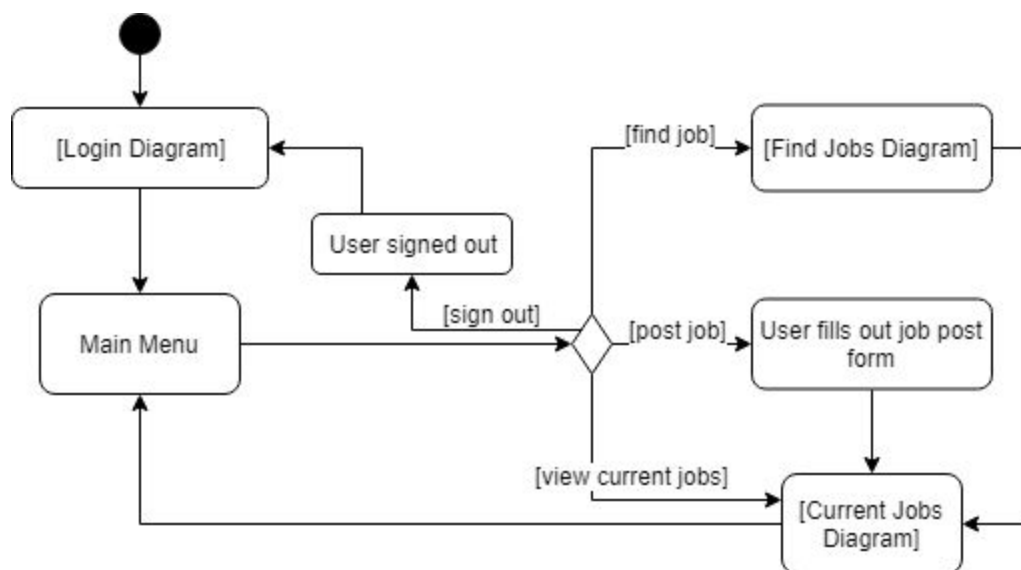 [Login Diagram]
[find job]
[Find Jobs Diagram]
User signed out
[sign out]
Main Menu
[post job]
User fills out job post
form
[view current jobs]
[Current Jobs
Diagram]